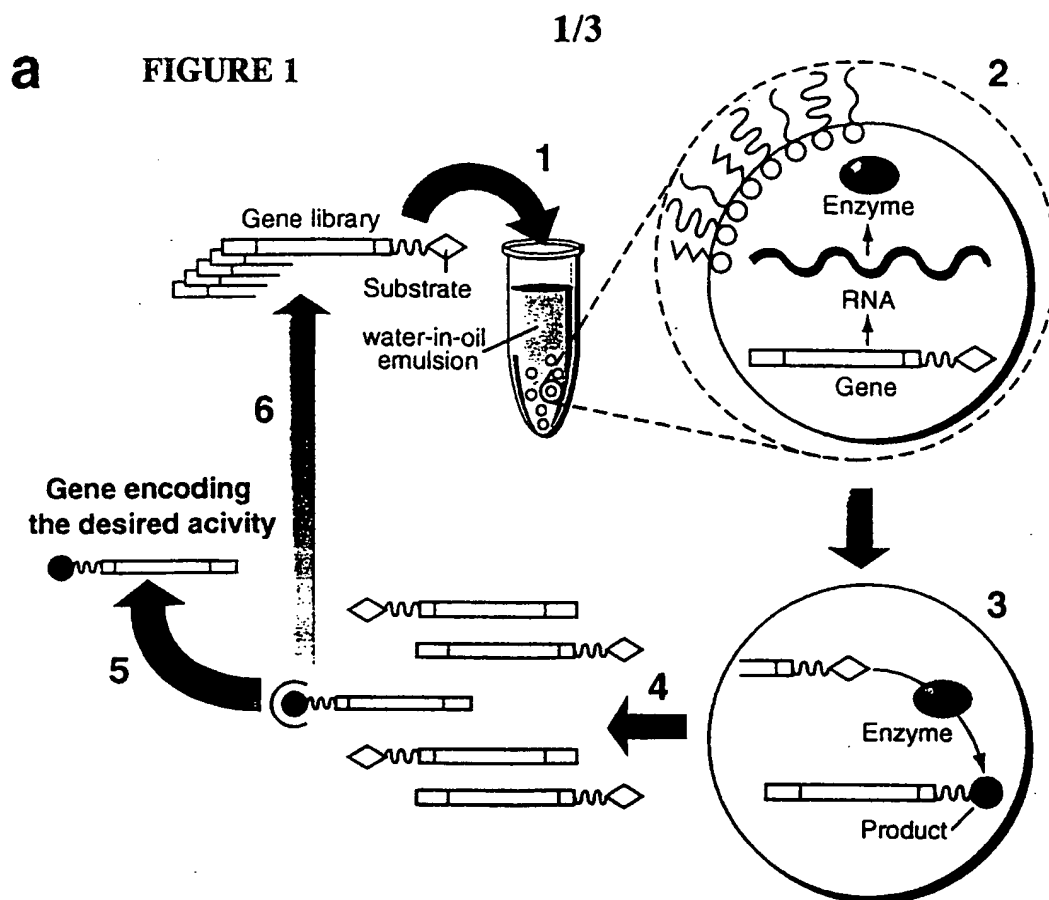 1/3
a FIGURE 1
1
2
Gene library
Substrate
water-in-oil
emulsion
Enzyme
RNA
Gene
6
Gene encoding
the desired acivity
5
4
3
Enzyme
Product